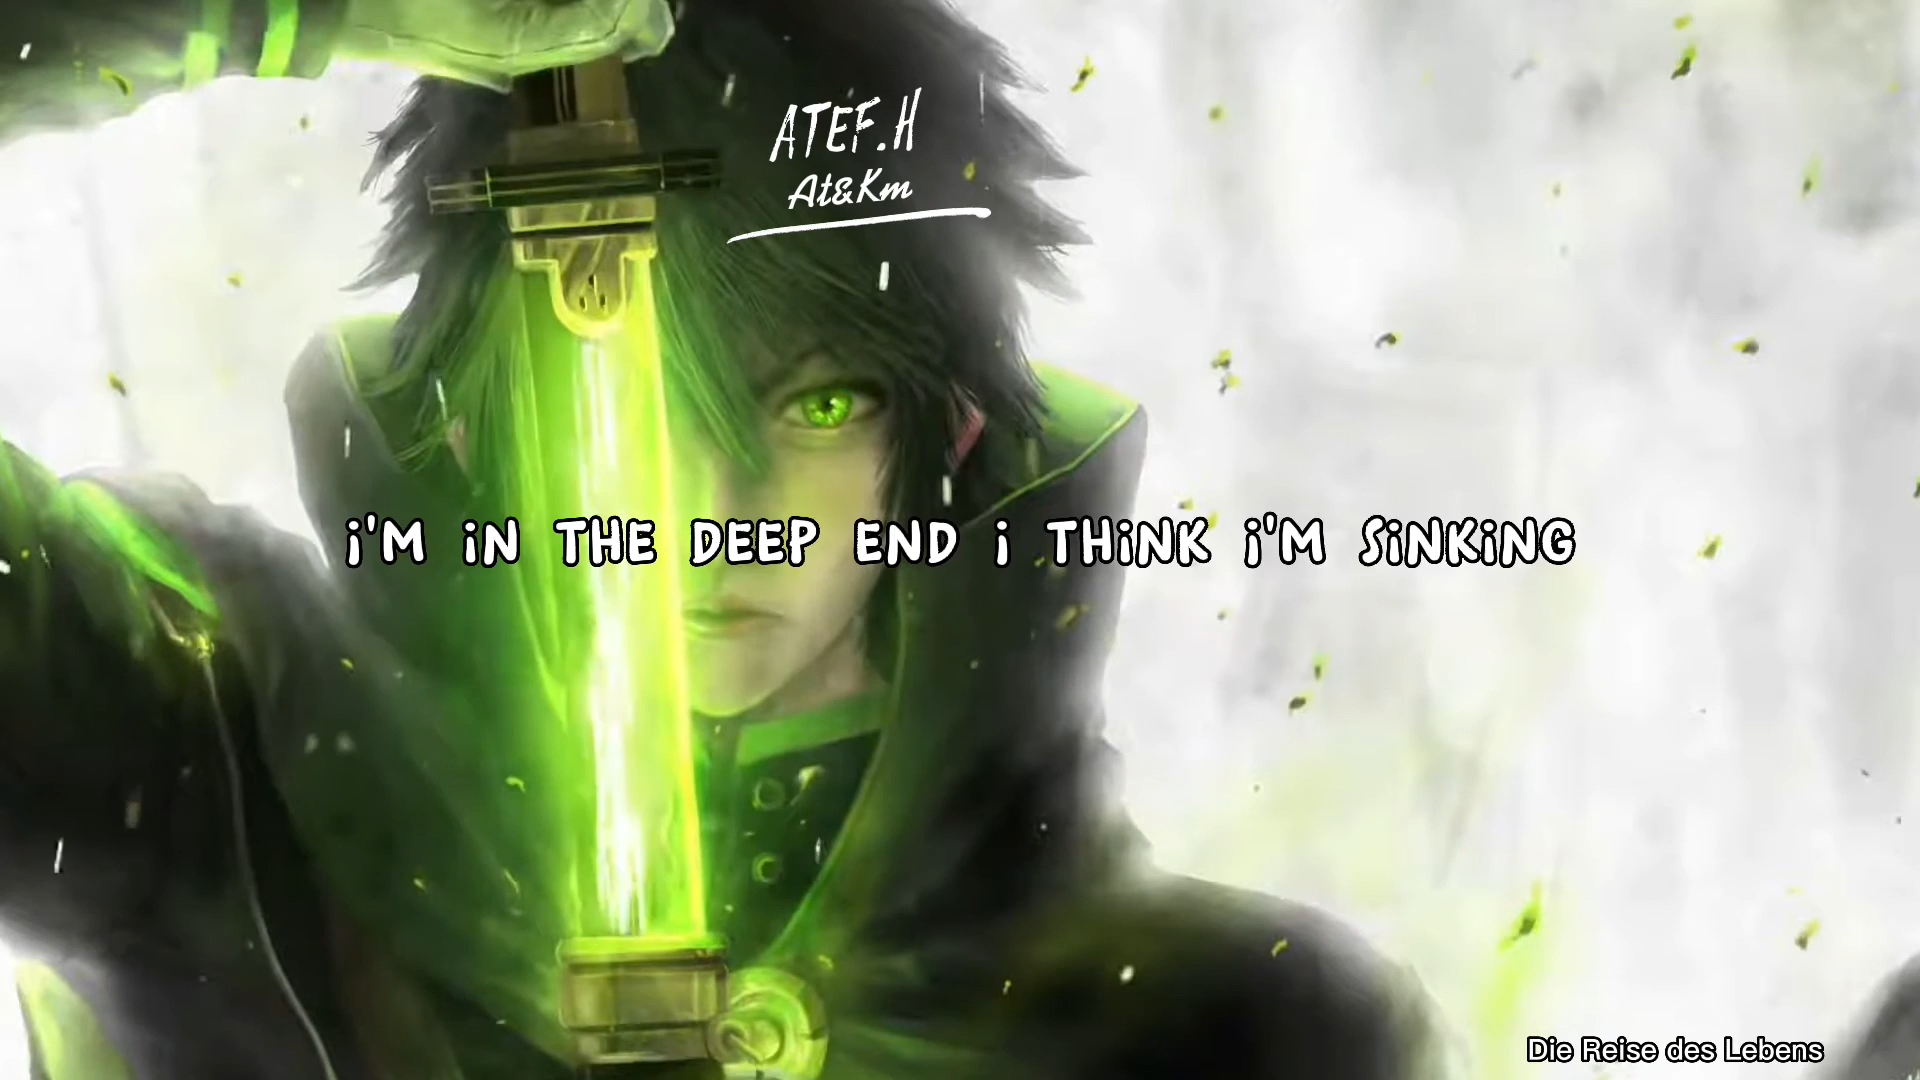 ATEF.H
At&Km
i'M iN THE DEEP END i THiNK i'M SiNKiNG
Die Reise des Lebens